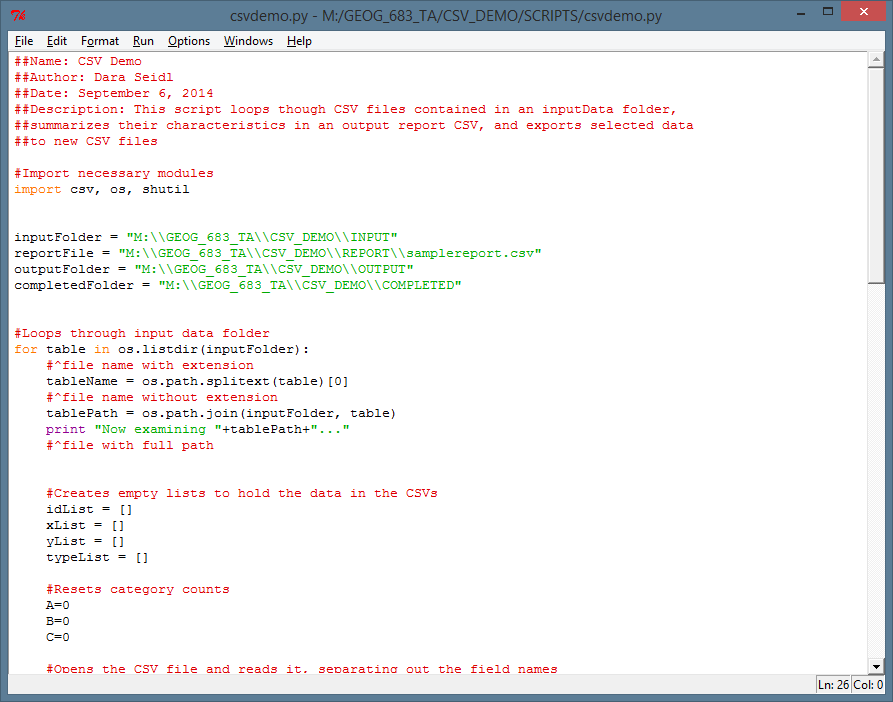 csvdemo.py - M:/GEOG_683_TA/CSV_DEMO/SCRIPTS/csvdemo.py
File Edit Format Run Options Windows Help
##Name: CSV Demo
##Author: Dara Seidl
##Date: September 6, 2014
##Description: This script loops though CSV files contained in an inputData folder,
##summarizes their characteristics in an output report CSV, and exports selected data
##to new CSV files
#Import necessary modules
import csv, os, shutil
inputFolder = "M:\\GEOG_683_TA\\CSV_DEMO\\INPUT"
reportFile = "M:\\GEOG_683_TA\\CSV_DEMO\\REPORT\\samplereport.csv"
outputFolder = "M:\\GEOG_683_TA\\CSV_DEMO\\OUTPUT"
completedFolder = "M:\\GEOG_683_TA\\CSV_DEMO\\COMPLETED"
#Loops through input data folder
for table in os.listdir(inputFolder):
    #^file name with extension
    tableName = os.path.splitext(table)[0]
    #^file name without extension
    tablePath = os.path.join(inputFolder, table)
    print "Now examining "+tablePath+"..."
    #^file with full path
    #Creates empty lists to hold the data in the CSVs
    idList = []
    xList = []
    yList = []
    typeList = []
    #Resets category counts
    A=0
    B=0
    C=0
    #Opens the CSV file and reads it, separating out the field names
Ln: 26 Col: 0